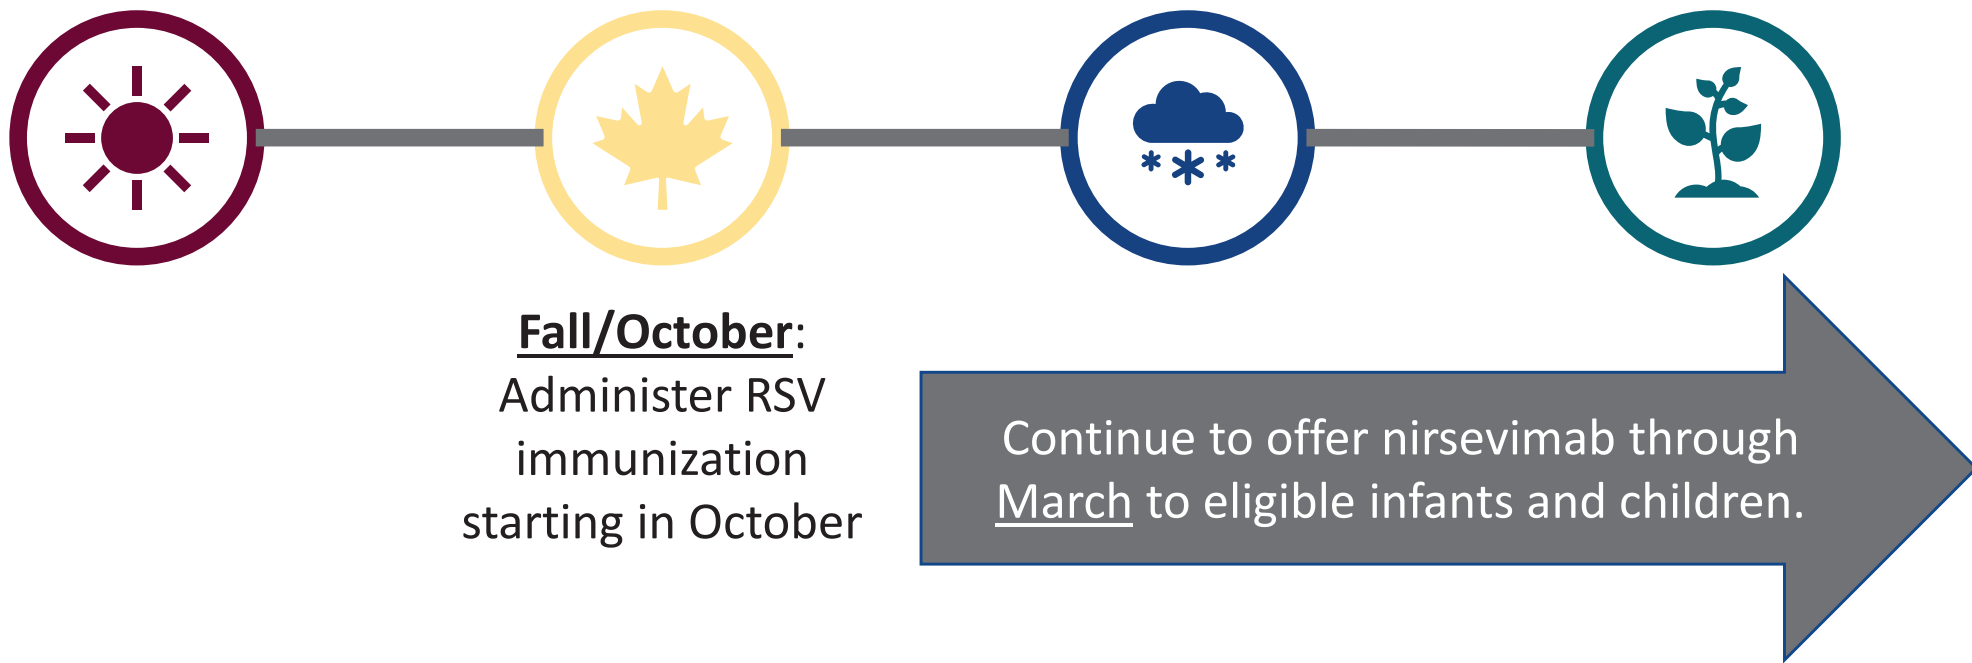 Fall/October:
Administer RSV
immunization
starting in October
Continue to offer nirsevimab through
March to eligible infants and children.